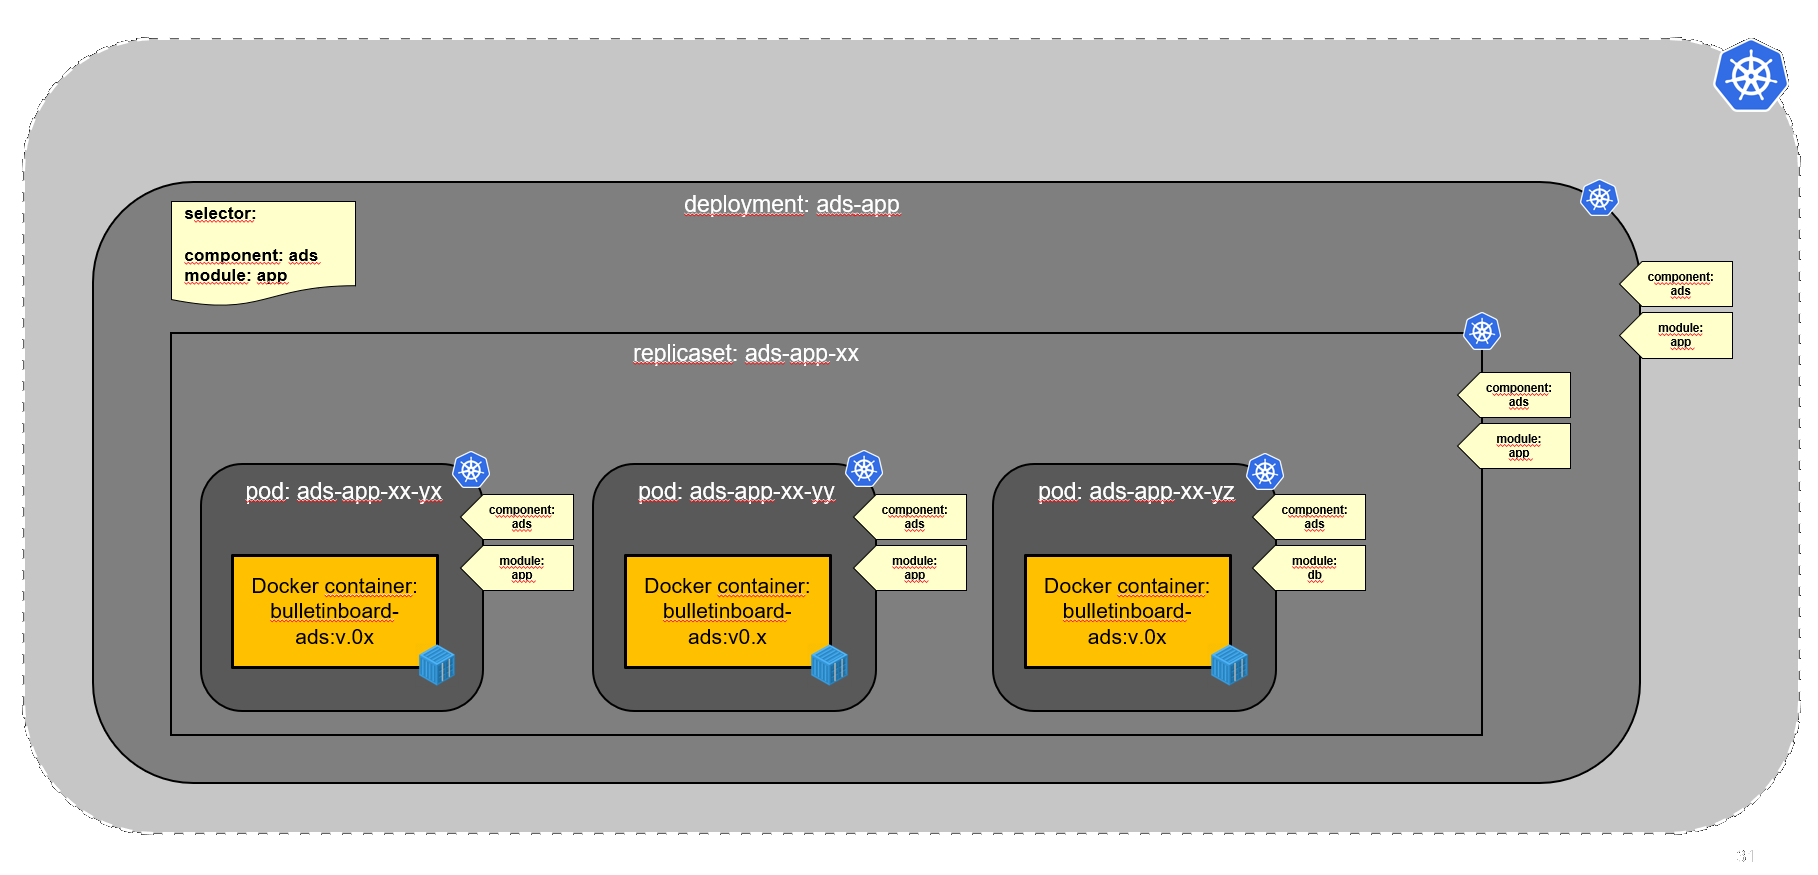 deployment: ads-app
selector:
component: ads
module: app
component:
ads
module:
app
replicaset: ads-app-xx
component:
ads
module:
app
pod: ads-app-xx-yx
component:
ads
module:
app
Docker container:
bulletinboard-
ads:v.0x
pod: ads-app-xx-yy
component:
ads
module:
app
Docker container:
bulletinboard-
ads:v0.x
pod: ads-app-xx-yz
component:
ads
module:
db
Docker container:
bulletinboard-
ads:v.0x
31